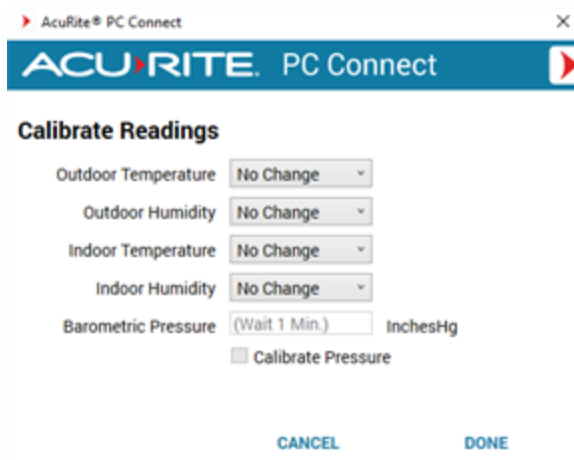 AcuRite® PC Connect
ACURITE. PC Connect
Calibrate Readings
Outdoor Temperature No Change
Outdoor Humidity No Change
Indoor Temperature No Change
Indoor Humidity No Change
Barometric Pressure (Wait 1 Min.) InchesHg
Calibrate Pressure
CANCEL DONE